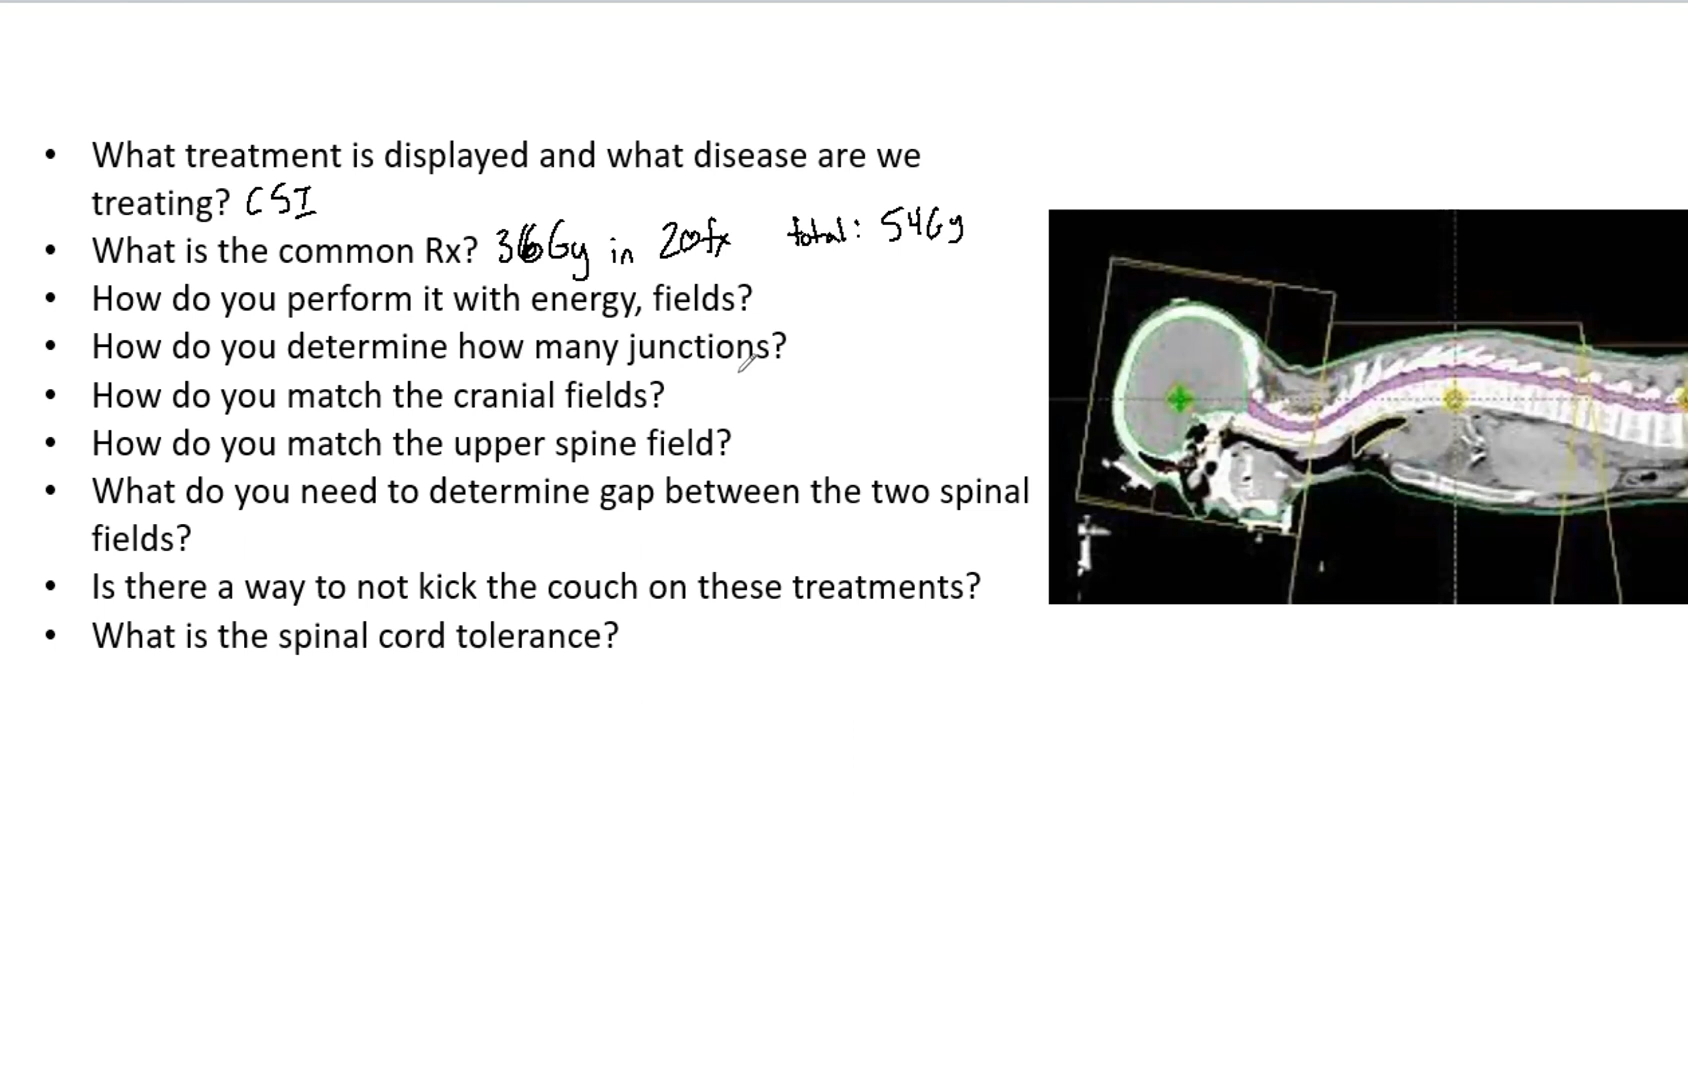 • What treatment is displayed and what disease are we
treating? CSI
• What is the common Rx? 36Gy in 20fx total: 54Gy
• How do you perform it with energy, fields?
• How do you determine how many junctions?
• How do you match the cranial fields?
• How do you match the upper spine field?
• What do you need to determine gap between the two spinal
fields?
• Is there a way to not kick the couch on these treatments?
• What is the spinal cord tolerance?